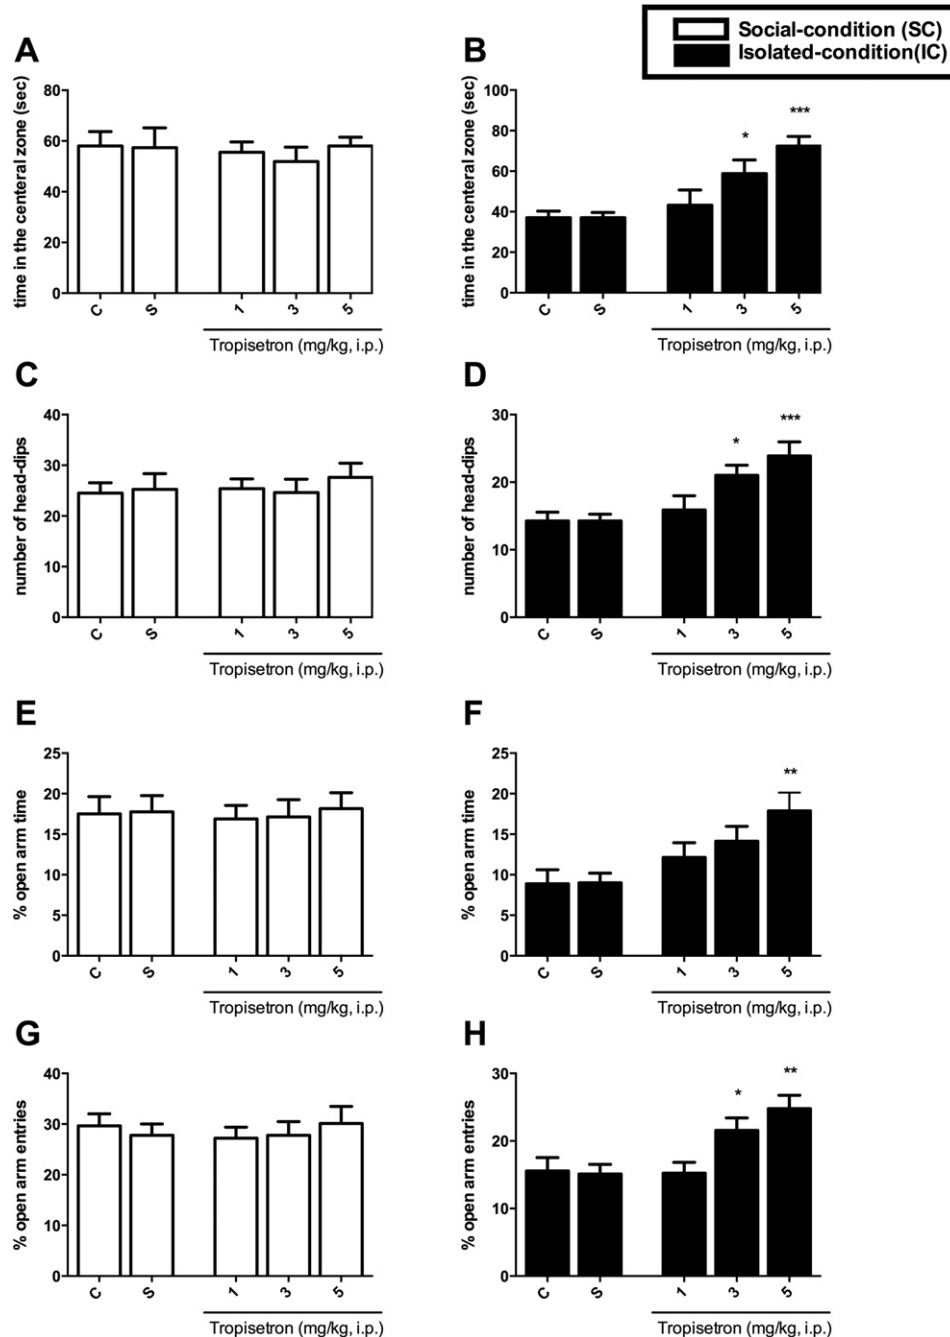 Social-condition (SC)
Isolated-condition(IC)
A
time in the centeral zone (sec)
80
60
40
20
0
C
S
1
3
5
Tropisetron (mg/kg, i.p.)
B
time in the centeral zone (sec)
100
80
60
40
20
0
*
***
C
S
1
3
5
Tropisetron (mg/kg, i.p.)
C
number of head-dips
40
30
20
10
0
C
S
1
3
5
Tropisetron (mg/kg, i.p.)
D
number of head-dips
30
20
10
0
*
***
C
S
1
3
5
Tropisetron (mg/kg, i.p.)
E
% open arm time
25
20
15
10
5
0
C
S
1
3
5
Tropisetron (mg/kg, i.p.)
F
% open arm time
25
20
15
10
5
0
**
C
S
1
3
5
Tropisetron (mg/kg, i.p.)
G
% open arm entries
40
30
20
10
0
C
S
1
3
5
Tropisetron (mg/kg, i.p.)
H
% open arm entries
30
20
10
0
*
**
C
S
1
3
5
Tropisetron (mg/kg, i.p.)